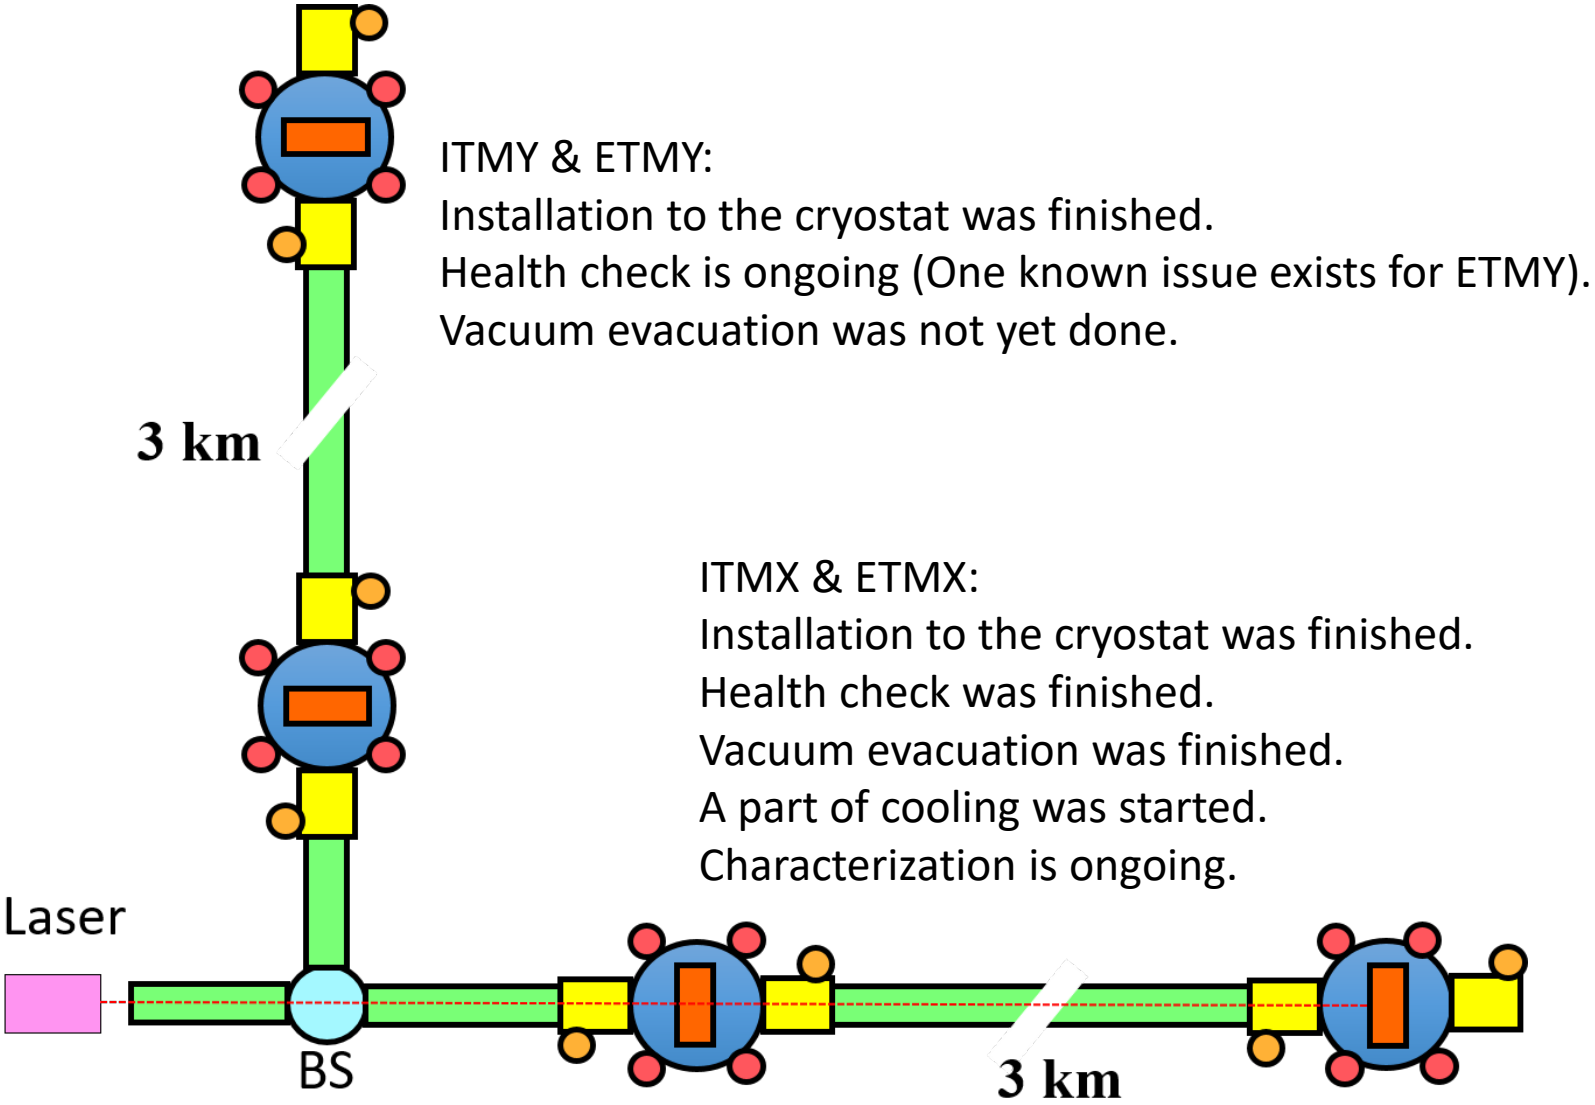 ITMY & ETMY:
Installation to the cryostat was finished.
Health check is ongoing (One known issue exists for ETMY).
Vacuum evacuation was not yet done.
3 km
ITMX & ETMX:
Installation to the cryostat was finished.
Health check was finished.
Vacuum evacuation was finished.
A part of cooling was started.
Characterization is ongoing.
Laser
BS
3 km